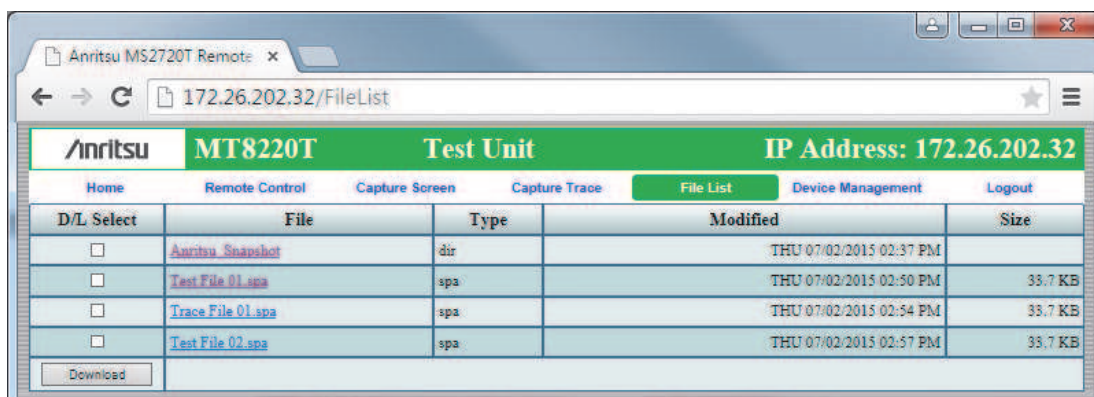 Anritsu MS2720T Remote
172.26.202.32/FileList
Anritsu MT8220T Test Unit IP Address: 172.26.202.32
Home Remote Control Capture Screen Capture Trace File List Device Management Logout
D/L Select File Type Modified Size
Anritsu_Snapshot dir THU 07/02/2015 02:37 PM
Test File 01.spa spa THU 07/02/2015 02:50 PM 33.7 KB
Trace File 01.spa spa THU 07/02/2015 02:54 PM 33.7 KB
Test File 02.spa spa THU 07/02/2015 02:57 PM 33.7 KB
Download